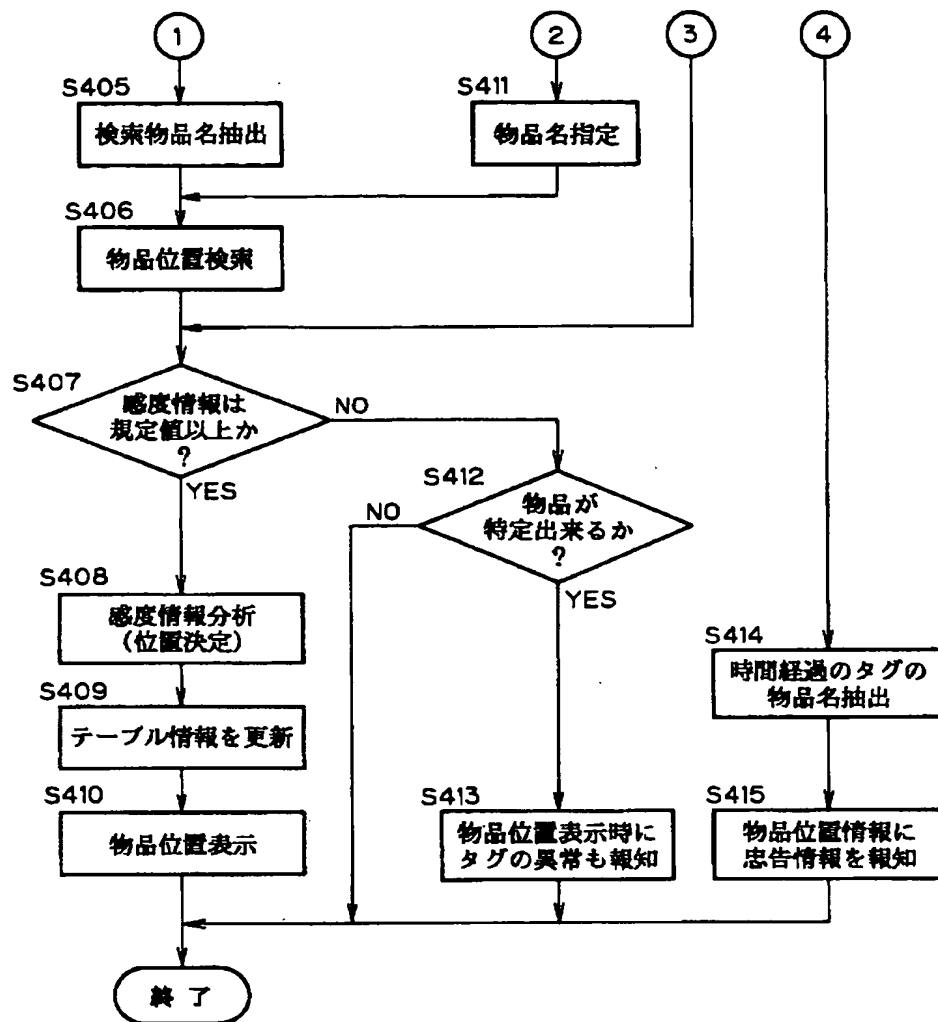 1
2
3
4
S405
検索物品名抽出
S411
物品名指定
S406
物品位置検索
S407
感度情報は
規定値以上か
?
NO
YES
S412
物品が
特定出来るか
?
NO
YES
S408
感度情報分析
(位置決定)
S409
テーブル情報を更新
S410
物品位置表示
S413
物品位置表示時に
タグの異常も報知
S414
時間経過のタグの
物品名抽出
S415
物品位置情報に
忠告情報を報知
終了